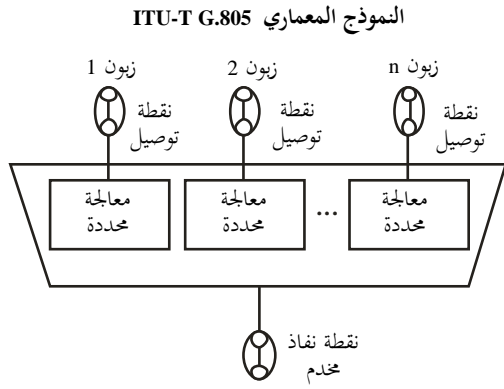 النموذج المعماري ITU-T G.805
زبون 1
زبون 2
زبون n
نقطة
توصيل
نقطة
توصيل
نقطة
توصيل
معالجة
محددة
معالجة
محددة
...
معالجة
محددة
نقطة نفاذ
مخدم